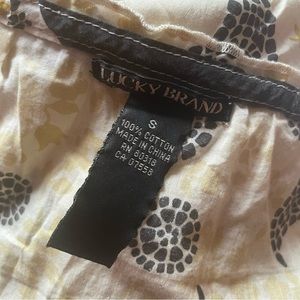 LUCKY BRAND
S
100% COTTON
MADE IN CHINA
RN 80318
CA 07558